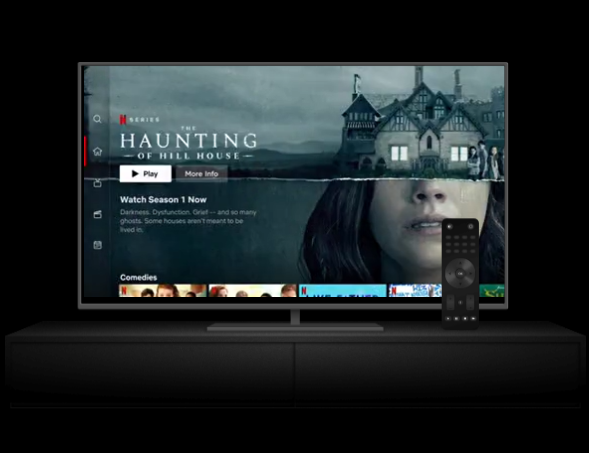 N SERIES
THE
HAUNTING
OF HILL HOUSE
Play
More Info
Watch Season 1 Now
Darkness. Dysfunction. Grief — and so many
ghosts. Some houses aren't meant to be
lived in.
Comedies